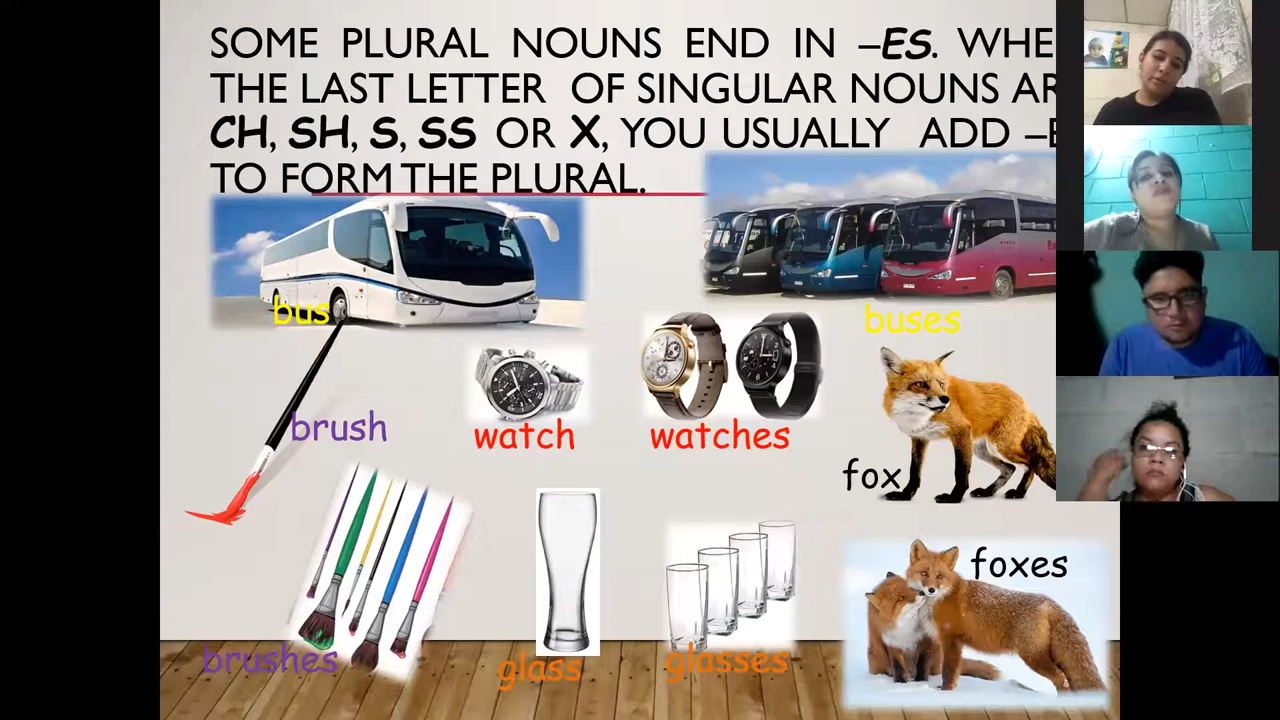 SOME PLURAL NOUNS END IN –ES. WHE
THE LAST LETTER OF SINGULAR NOUNS AR
CH, SH, S, SS OR X, YOU USUALLY ADD –E
TO FORM THE PLURAL.
bus
buses
brush
watch
watches
fox
foxes
brushes
glass
glasses